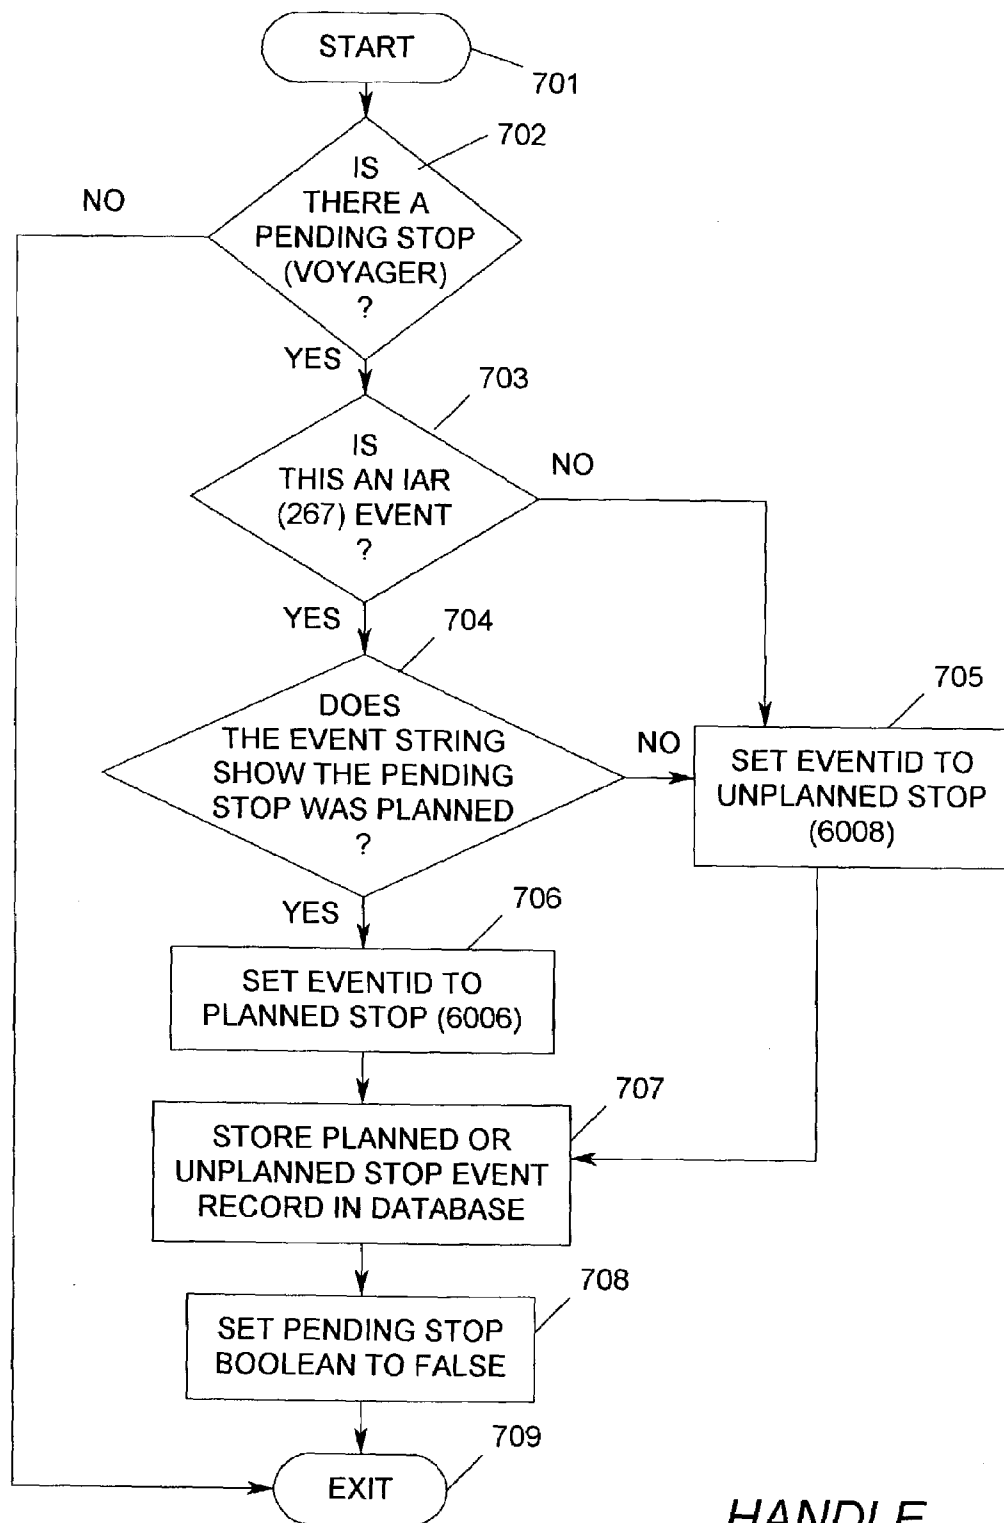 START
701
702
IS
THERE A
PENDING STOP
(VOYAGER)
?
NO
YES
703
IS
THIS AN IAR
(267) EVENT
?
NO
YES
704
DOES
THE EVENT STRING
SHOW THE PENDING
STOP WAS PLANNED
?
NO
705
SET EVENTID TO
UNPLANNED STOP
(6008)
YES
706
SET EVENTID TO
PLANNED STOP (6006)
707
STORE PLANNED OR
UNPLANNED STOP EVENT
RECORD IN DATABASE
708
SET PENDING STOP
BOOLEAN TO FALSE
709
EXIT
HANDLE